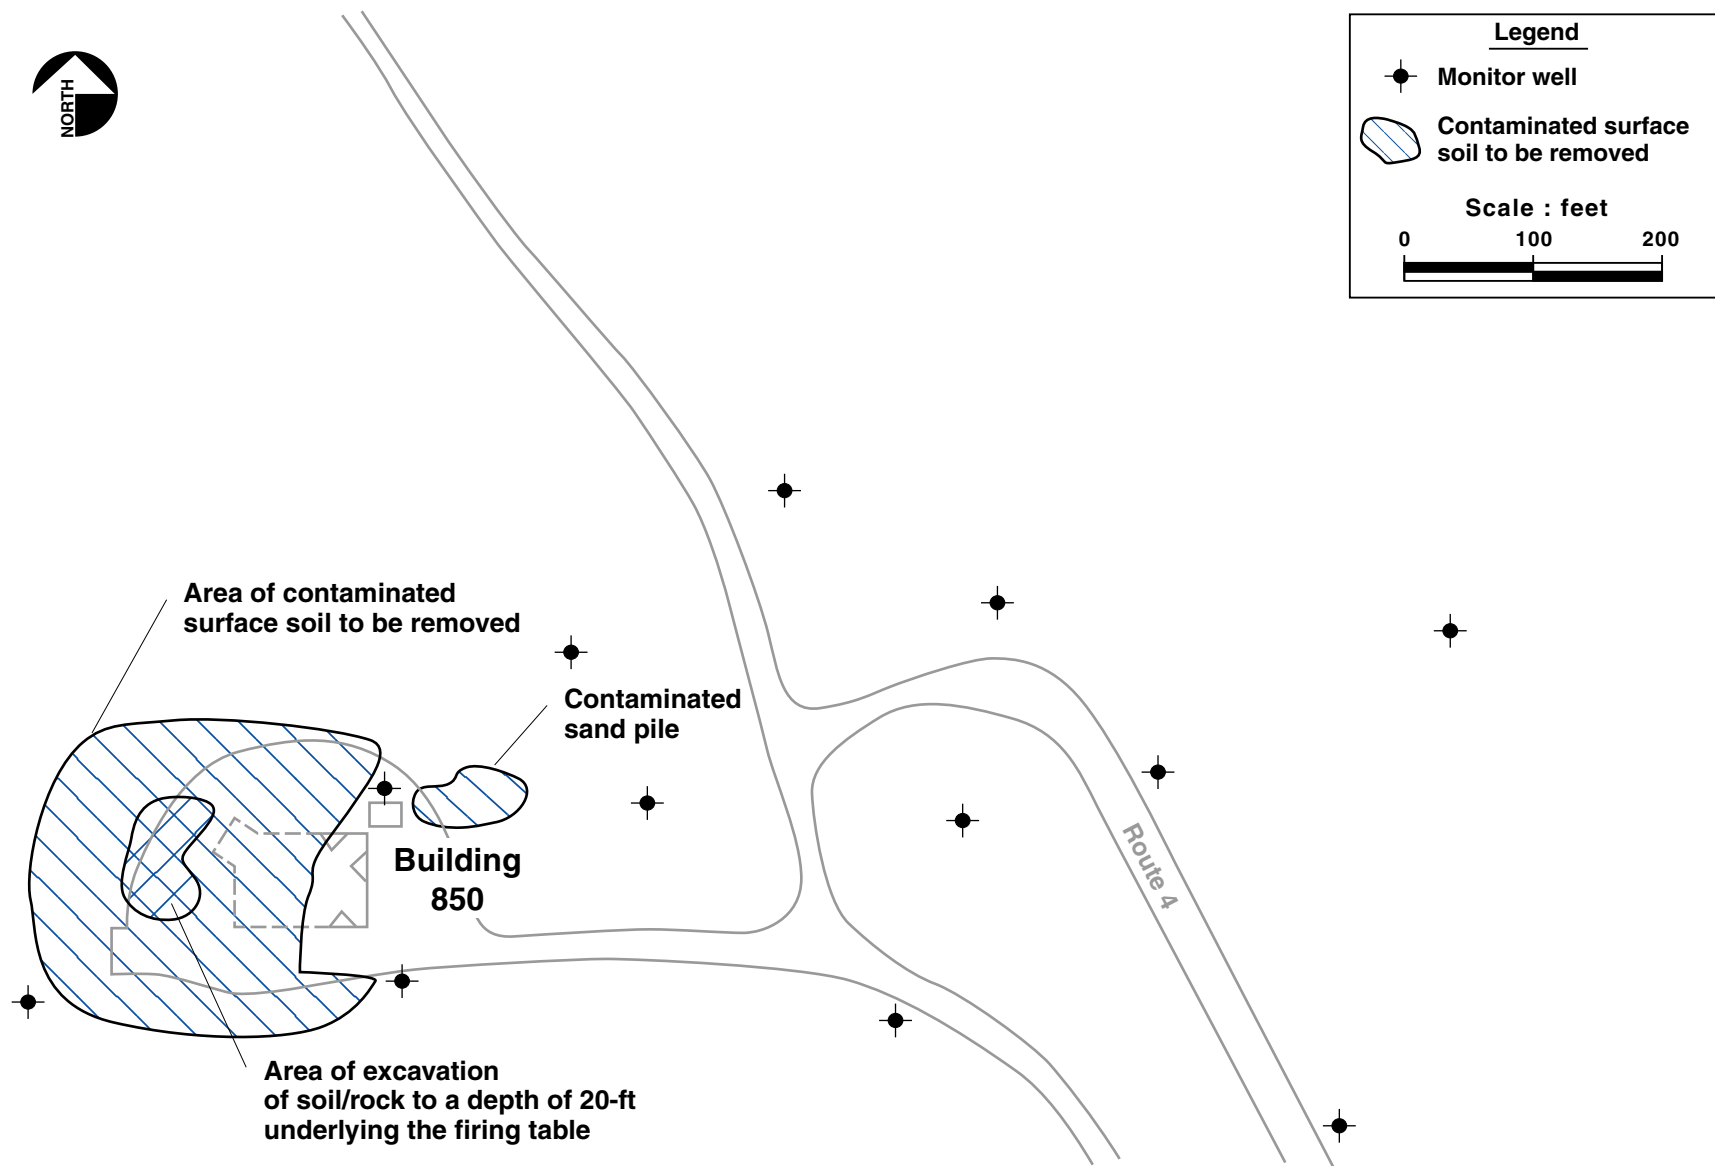 NORTH
Legend
Monitor well
Contaminated surface
soil to be removed
Scale : feet
0 100 200
Area of contaminated
surface soil to be removed
Contaminated
sand pile
Building
850
Route 4
Area of excavation
of soil/rock to a depth of 20-ft
underlying the firing table